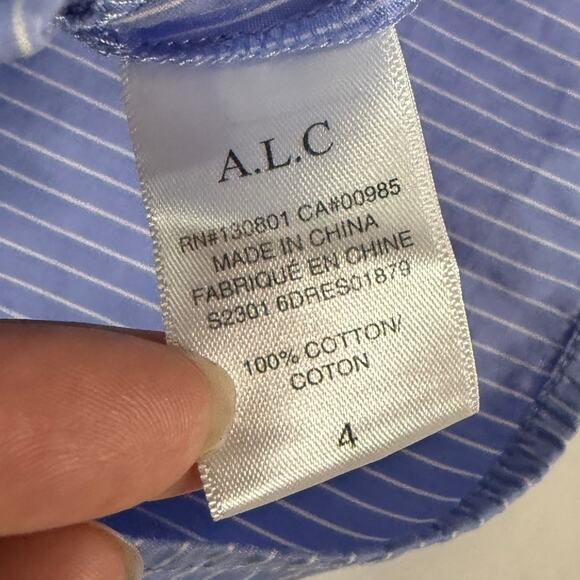 A.L.C
RN#130801 CA#00985
MADE IN CHINA
FABRIQUÉ EN CHINE
S2301 6DRES01879
100% COTTON/
COTON
4